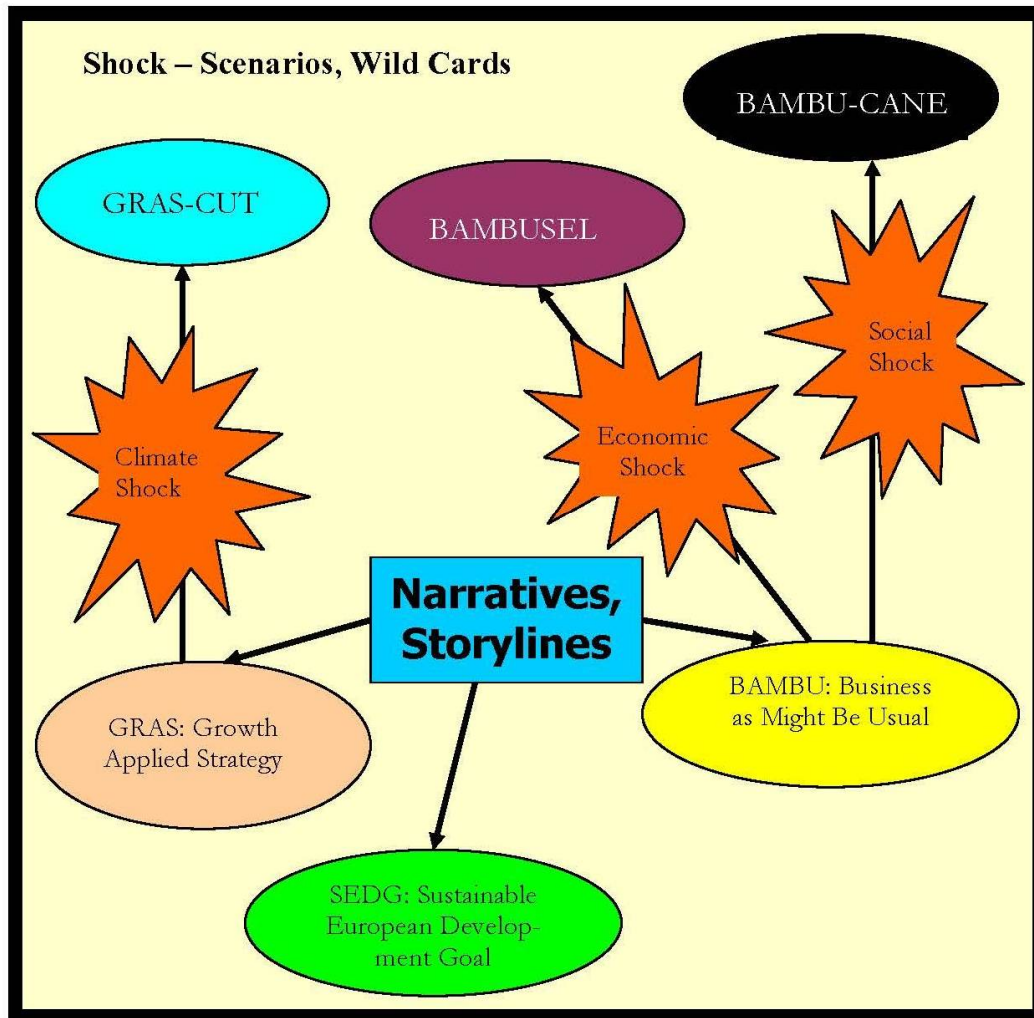 Shock – Scenarios, Wild Cards
BAMBU-CANE
GRAS-CUT
BAMBUSEL
Social
Shock
Climate
Shock
Economic
Shock
Narratives,
Storylines
GRAS: Growth
Applied Strategy
BAMBU: Business
as Might Be Usual
SEDG: Sustainable
European Develop-
ment Goal